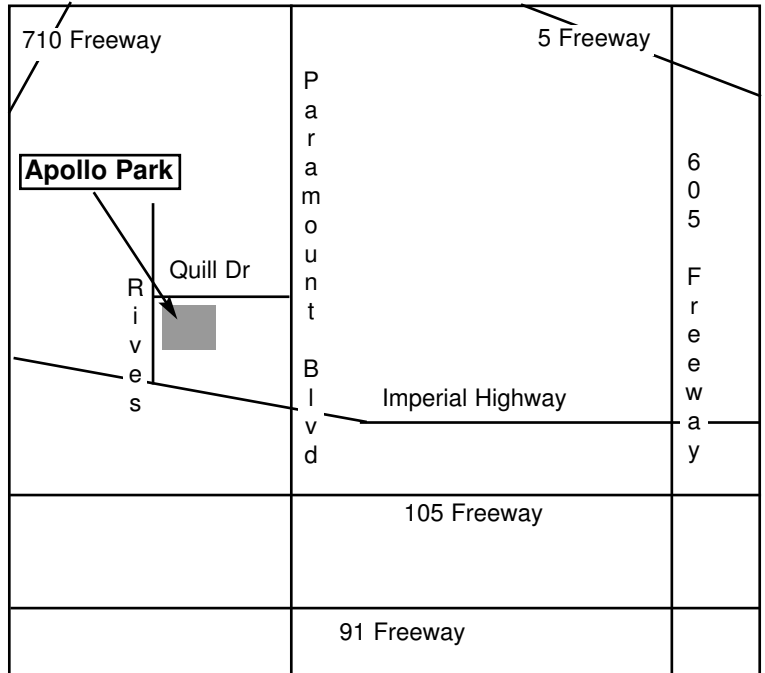 710 Freeway
5 Freeway
Paramount Blvd
605 Freeway
Apollo Park
Quill Dr
Rives
Imperial Highway
105 Freeway
91 Freeway